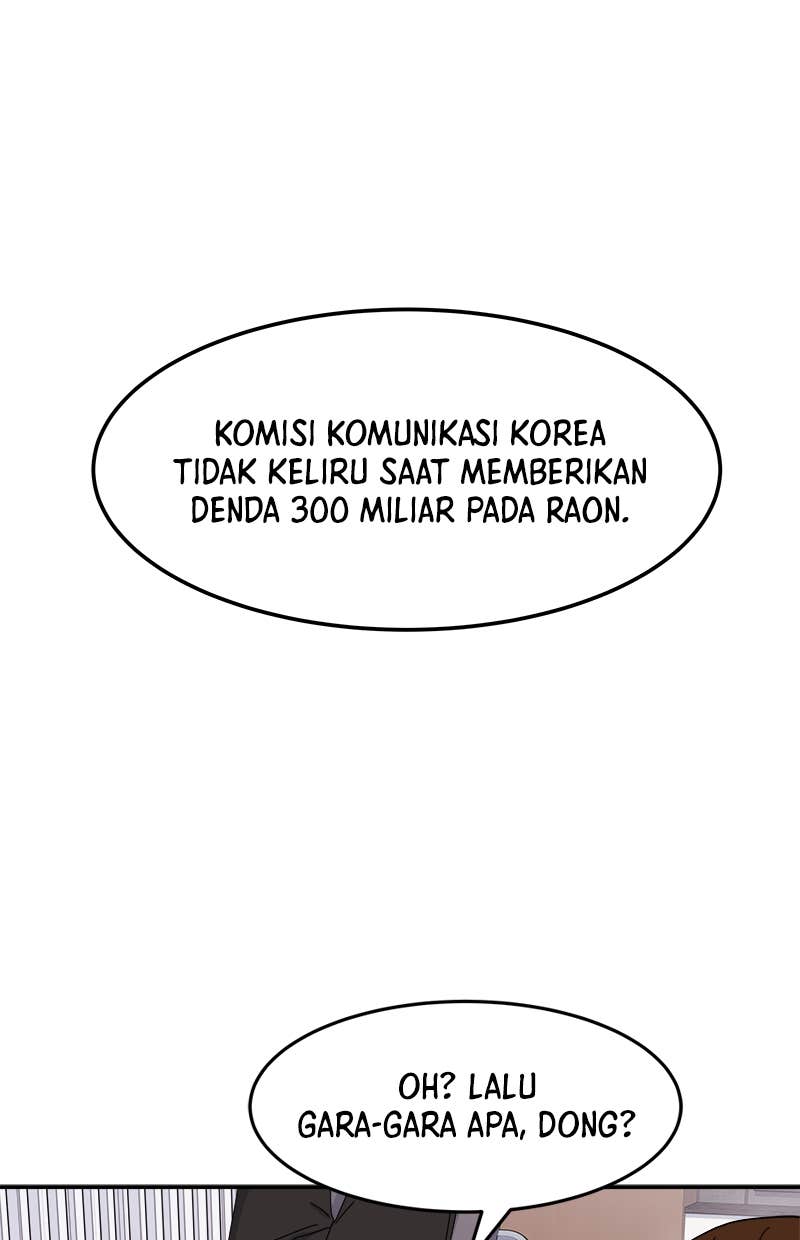 KOMISI KOMUNIKASI KOREA
TIDAK KELIRU SAAT MEMBERIKAN
DENDA 300 MILIAR PADA RAON.
OH? LALU
GARA-GARA APA, DONG?